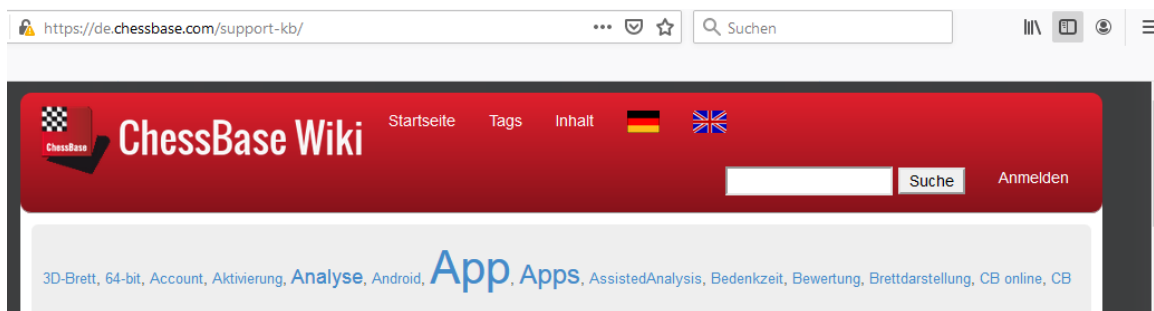 https://de.chessbase.com/support-kb/
Suchen
ChessBase
ChessBase Wiki
Startseite Tags Inhalt
Suche Anmelden
3D-Brett, 64-bit, Account, Aktivierung, Analyse, Android, App, Apps, AssistedAnalysis, Bedenkzeit, Bewertung, Brettdarstellung, CB online, CB